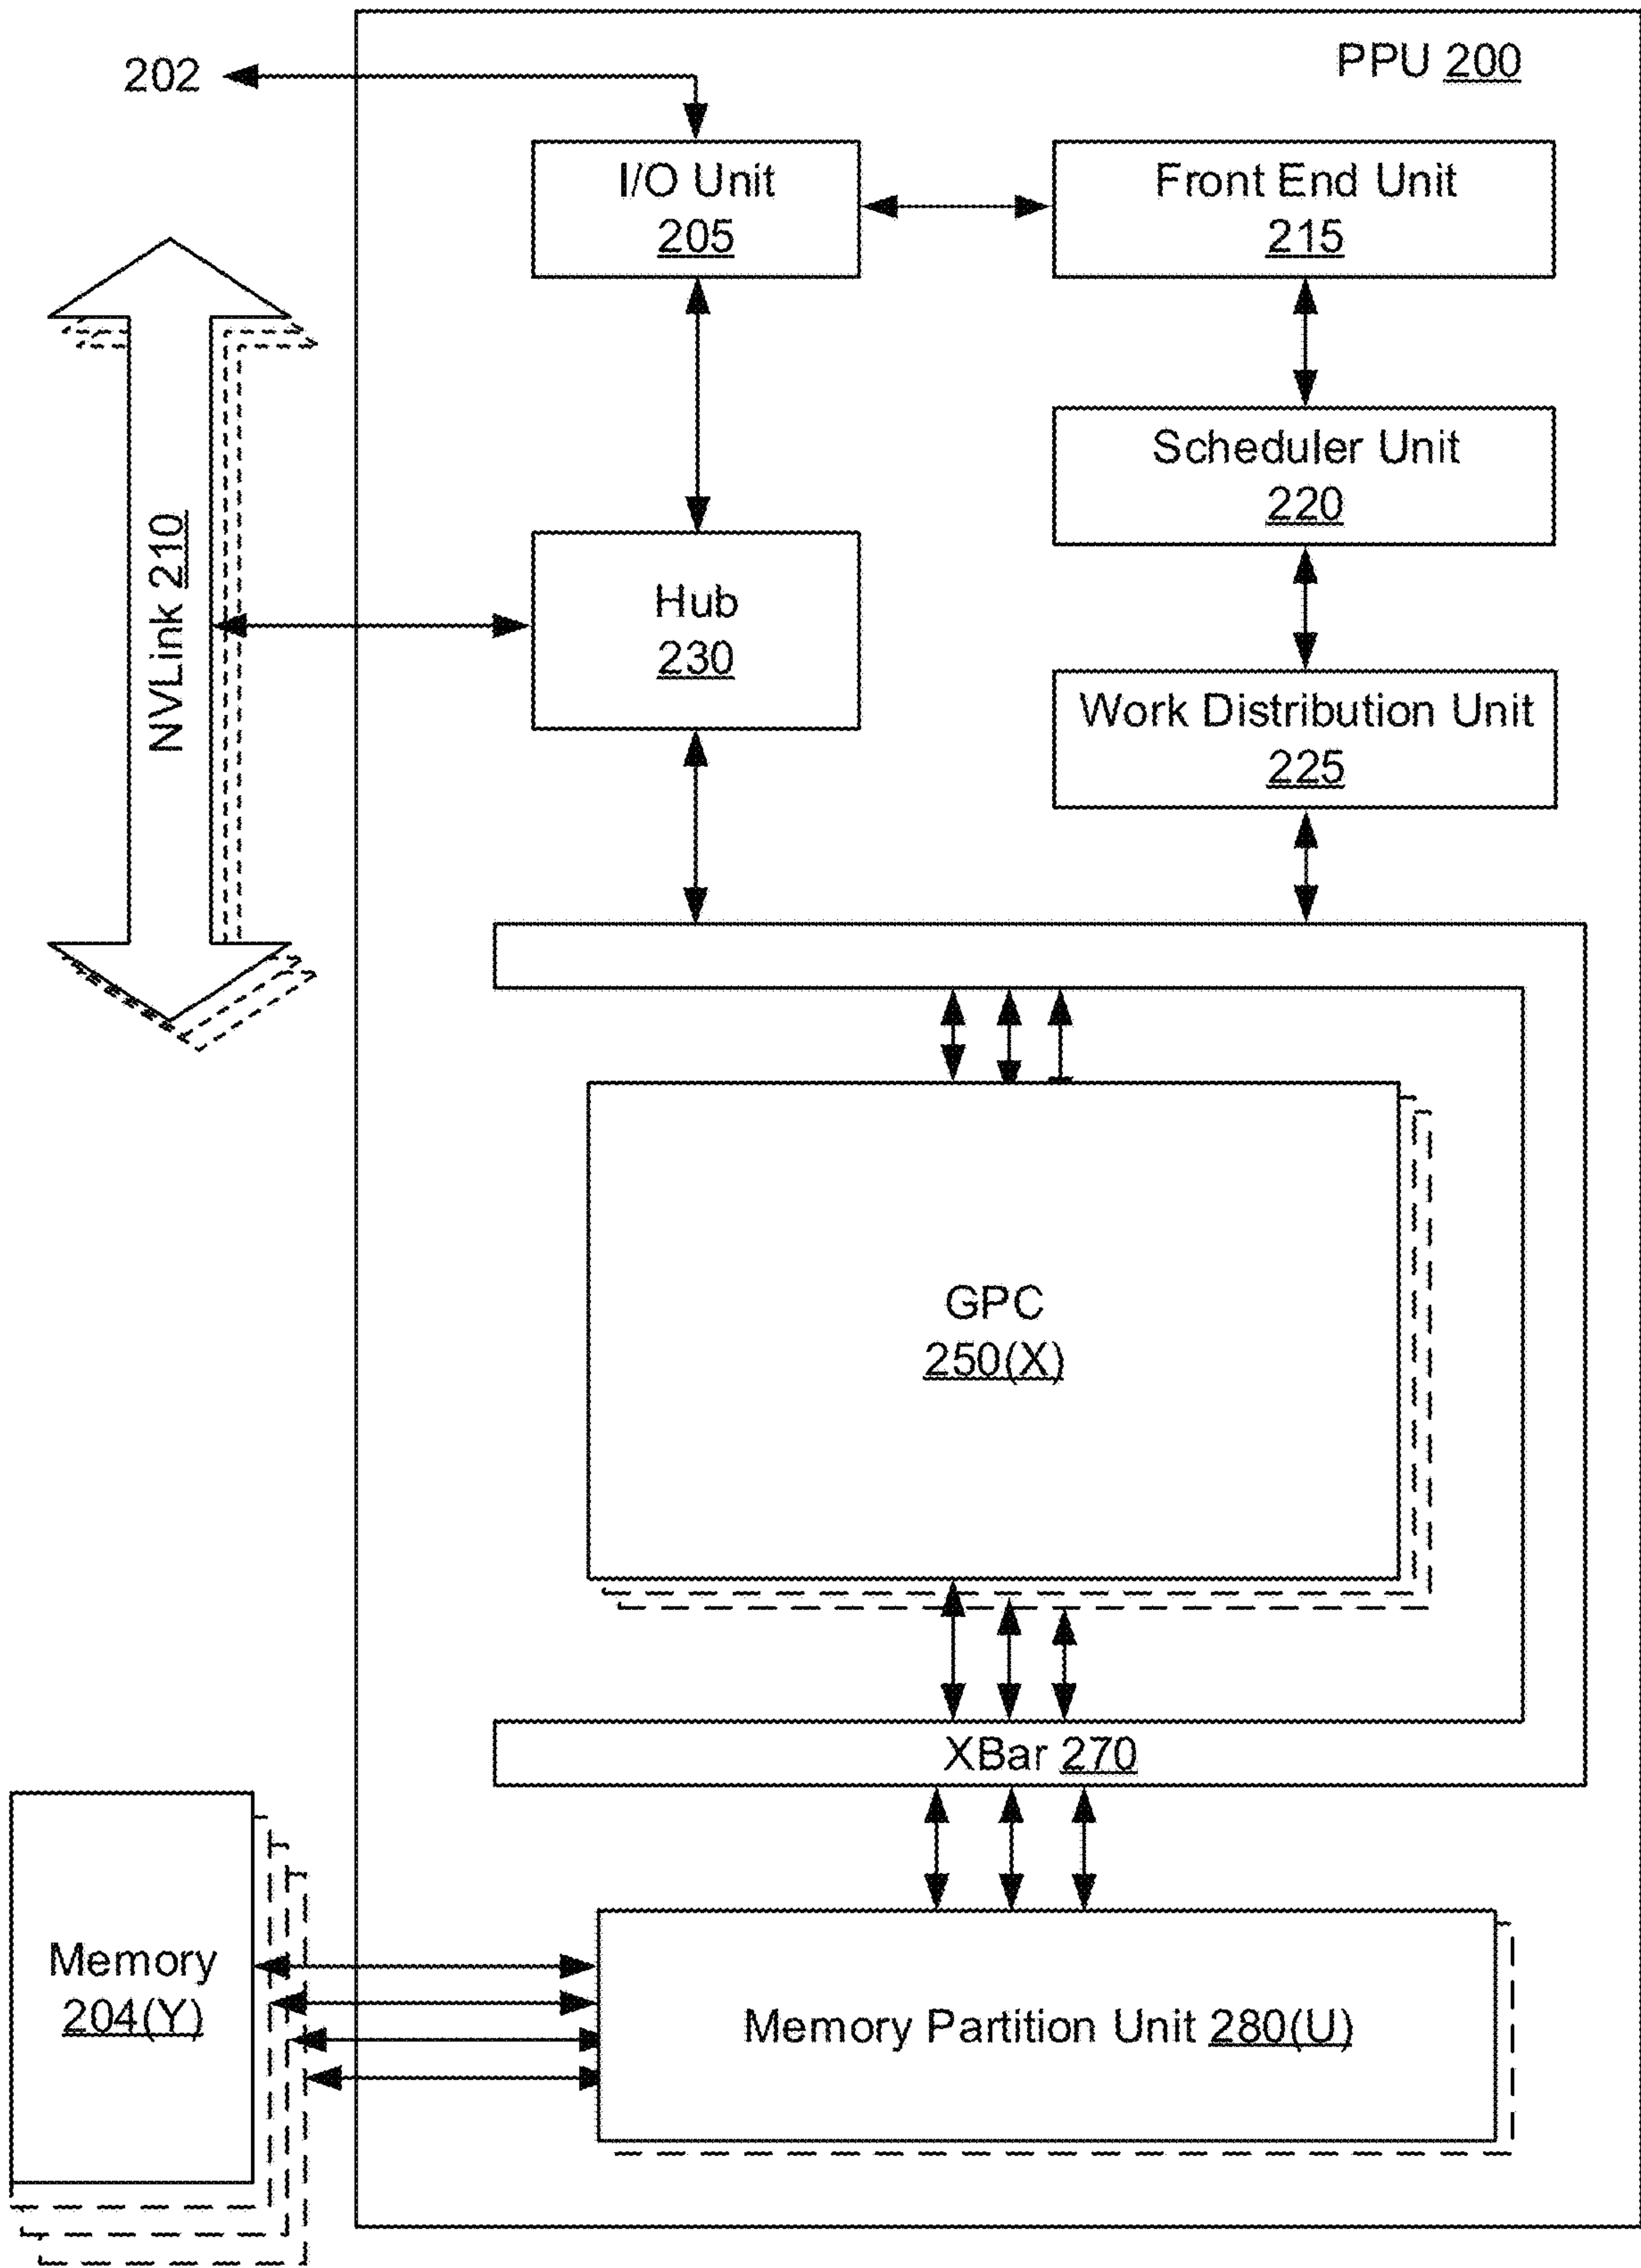 PPU 200
202
I/O Unit
205
Front End Unit
215
Scheduler Unit
220
NVLink 210
Hub
230
Work Distribution Unit
225
GPC
250(X)
XBar 270
Memory
204(Y)
Memory Partition Unit 280(U)